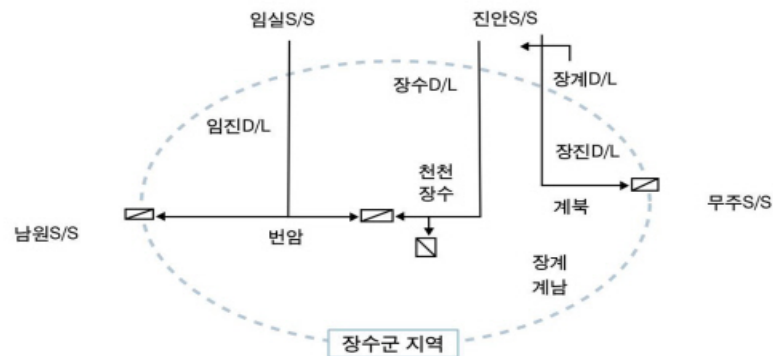 임실S/S
진안S/S
장수D/L
장계D/L
임진D/L
장진D/L
천천
장수
계북
무주S/S
남원S/S
번암
장계
계남
장수군 지역